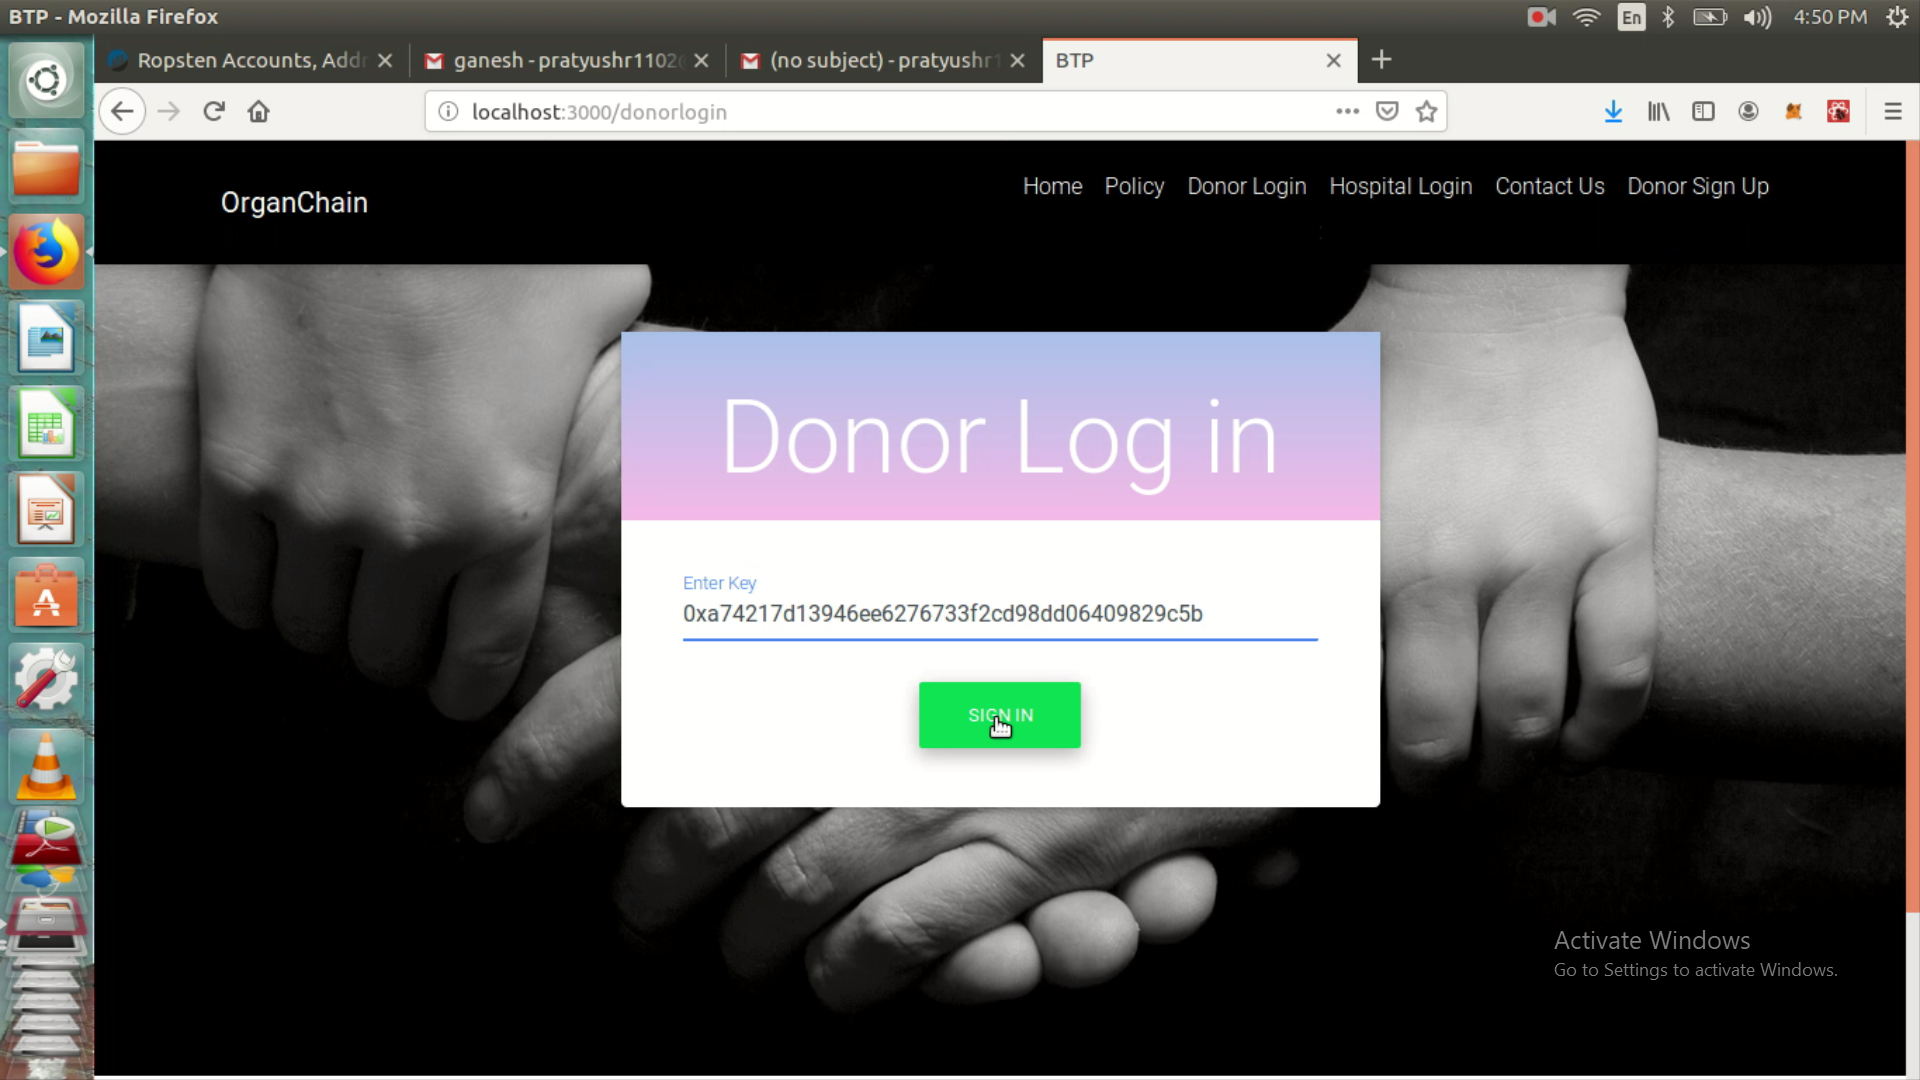 BTP - Mozilla Firefox
En
4:50 PM
Ropsten Accounts, Addr
ganesh - pratyushr1102
(no subject) - pratyushr1
BTP
localhost:3000/donorlogin
OrganChain
Home Policy Donor Login Hospital Login Contact Us Donor Sign Up
Donor Log in
Enter Key
0xa74217d13946ee6276733f2cd98dd06409829c5b
SIGN IN
Activate Windows
Go to Settings to activate Windows.